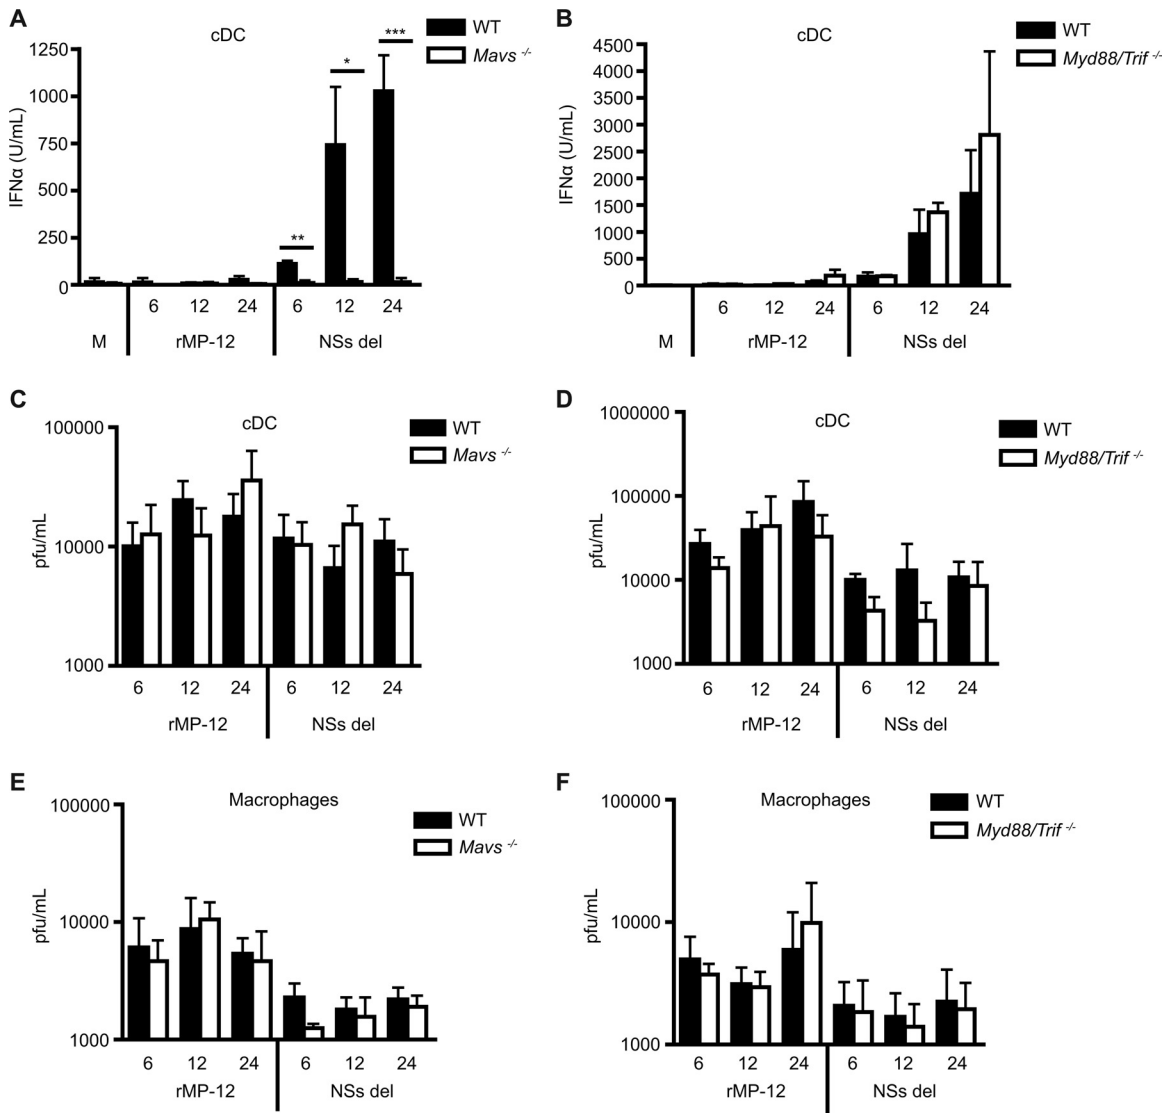 A
cDC
WT
Mavs -/-
IFNα (U/mL)
1250
1000
750
500
250
0
**
*
***
6 12 24 6 12 24
M rMP-12 NSs del
B
cDC
WT
Myd88/Trif -/-
IFNα (U/mL)
4500
4000
3500
3000
2500
2000
1500
1000
500
0
6 12 24 6 12 24
M rMP-12 NSs del
C
cDC
WT
Mavs -/-
pfu/mL
100000
10000
1000
6 12 24 6 12 24
rMP-12 NSs del
D
cDC
WT
Myd88/Trif -/-
pfu/mL
1000000
100000
10000
1000
6 12 24 6 12 24
rMP-12 NSs del
E
Macrophages
WT
Mavs -/-
pfu/mL
100000
10000
1000
6 12 24 6 12 24
rMP-12 NSs del
F
Macrophages
WT
Myd88/Trif -/-
pfu/mL
100000
10000
1000
6 12 24 6 12 24
rMP-12 NSs del